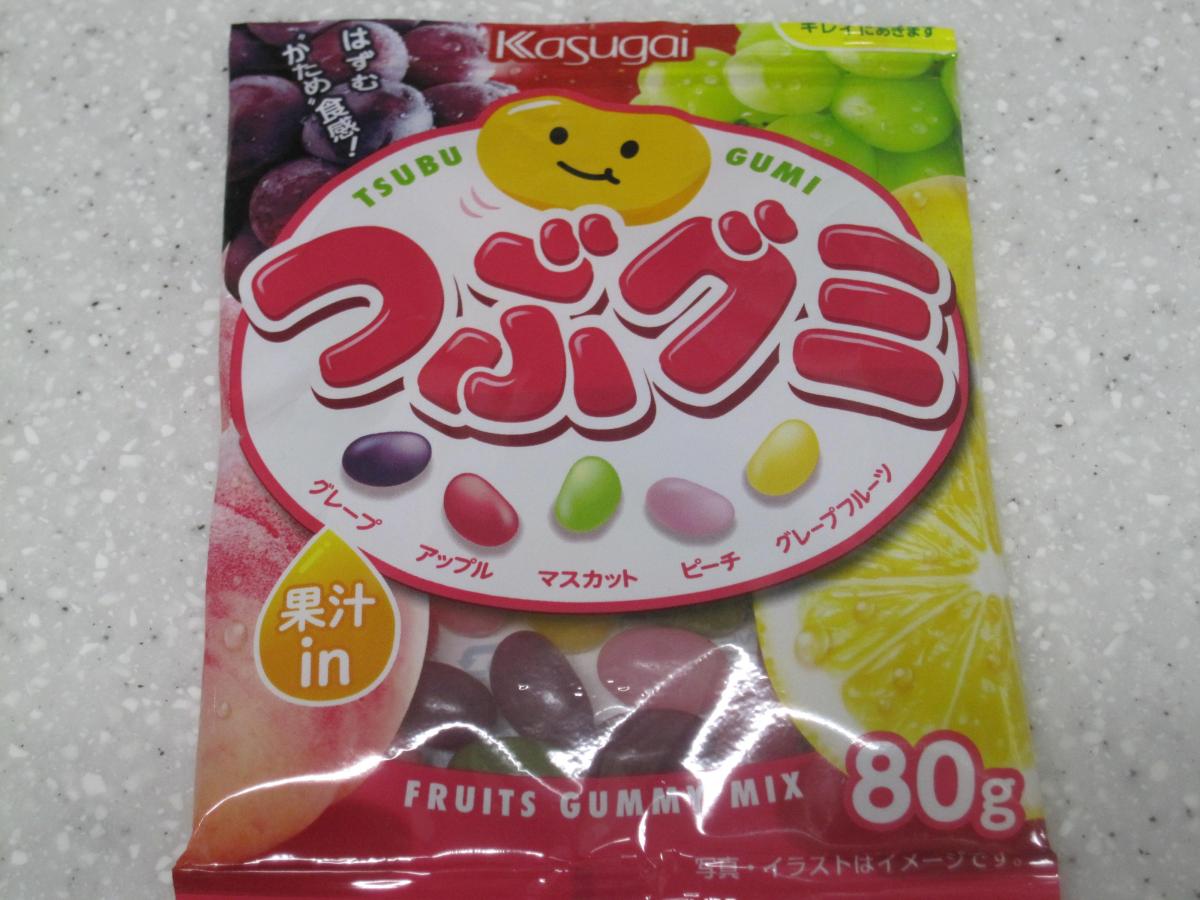 Kasugai
キレイにあきます
はずむ
"かため"食感!
TSUBU GUMI
つぶグミ
グレープ
アップル
マスカット
ピーチ
グレープフルーツ
果汁
in
FRUITS GUMMY MIX
80g
写真・イラストはイメージです。